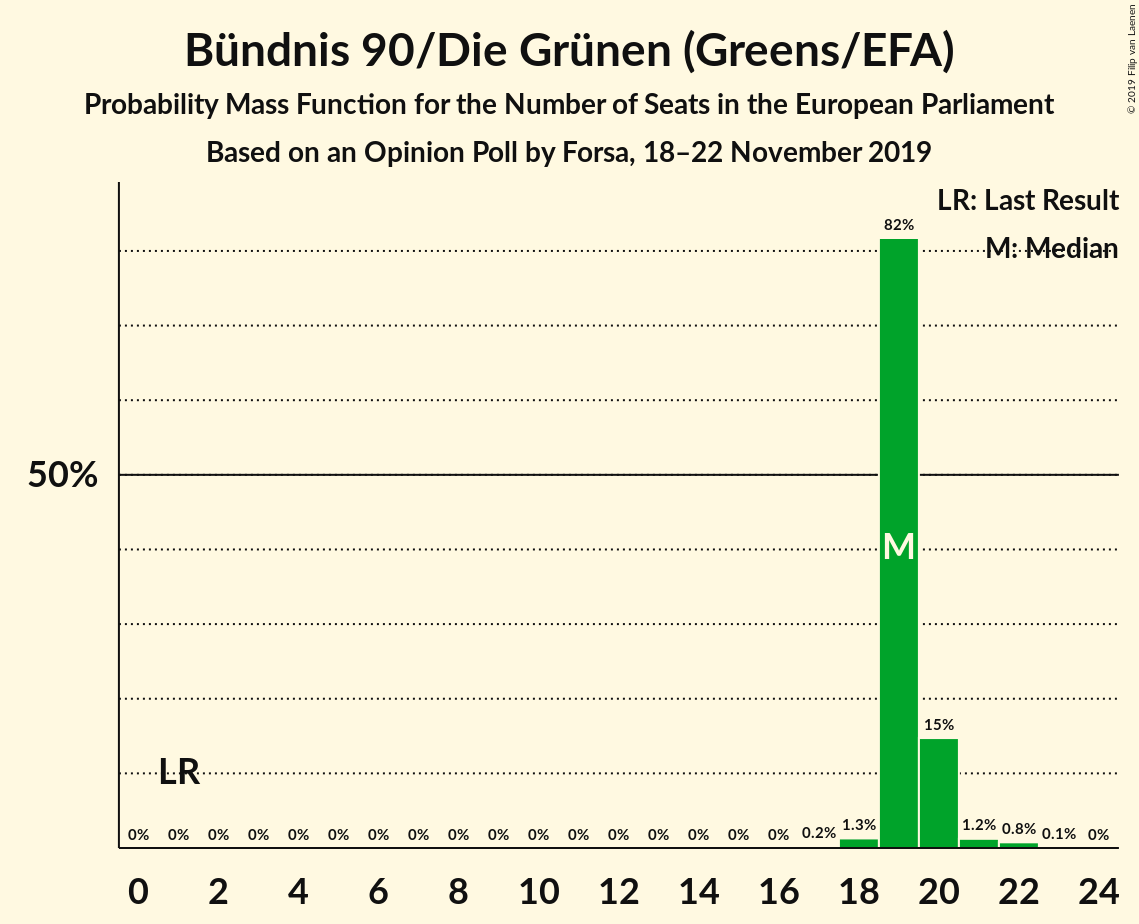 Bündnis 90/Die Grünen (Greens/EFA)
Probability Mass Function for the Number of Seats in the European Parliament
Based on an Opinion Poll by Forsa, 18–22 November 2019
© 2019 Filip van Laenen
LR: Last Result
M: Median
82%
50%
M
15%
LR
0% 0% 0% 0% 0% 0% 0% 0% 0% 0% 0% 0% 0% 0% 0% 0% 0% 0.2% 1.3% 1.2% 0.8% 0.1% 0%
0 2 4 6 8 10 12 14 16 18 20 22 24